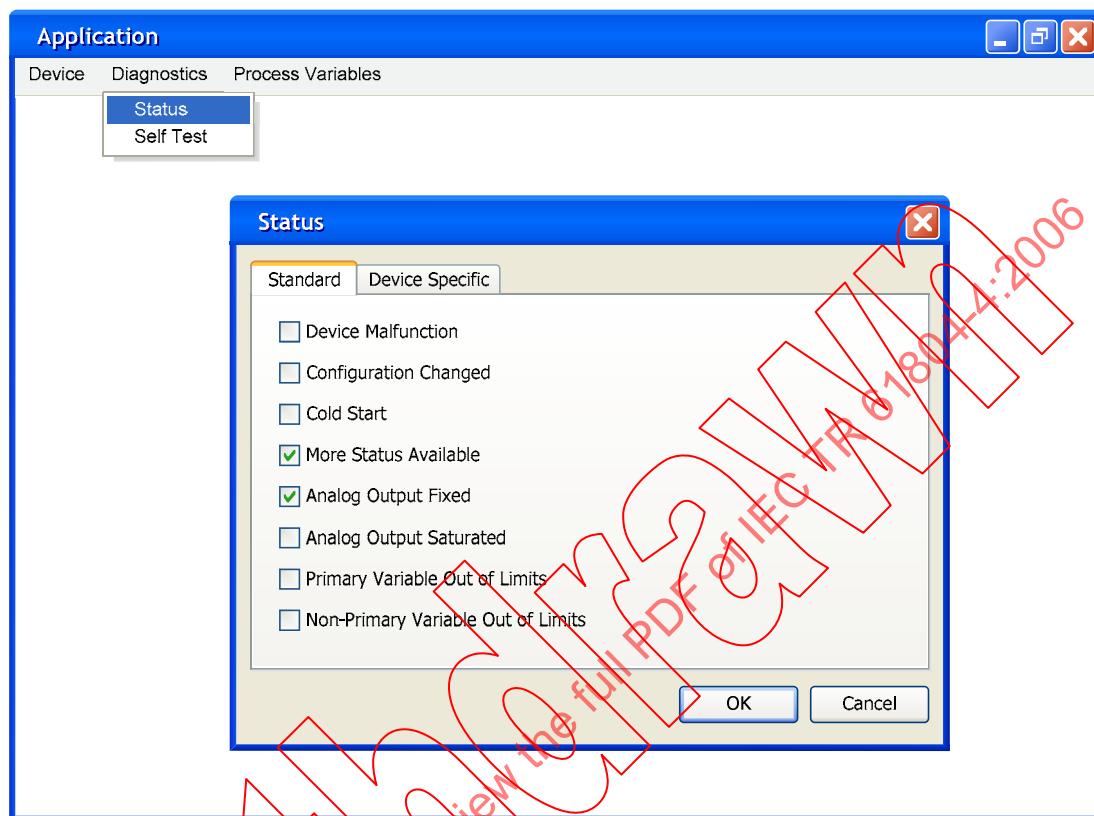 Application
Device Diagnostics Process Variables
Status
Self Test
Status
Standard Device Specific
Device Malfunction
Configuration Changed
Cold Start
More Status Available
Analog Output Fixed
Analog Output Saturated
Primary Variable Out of Limits
Non-Primary Variable Out of Limits
OK Cancel
the full PDF of IEC TR 61804-4:2006